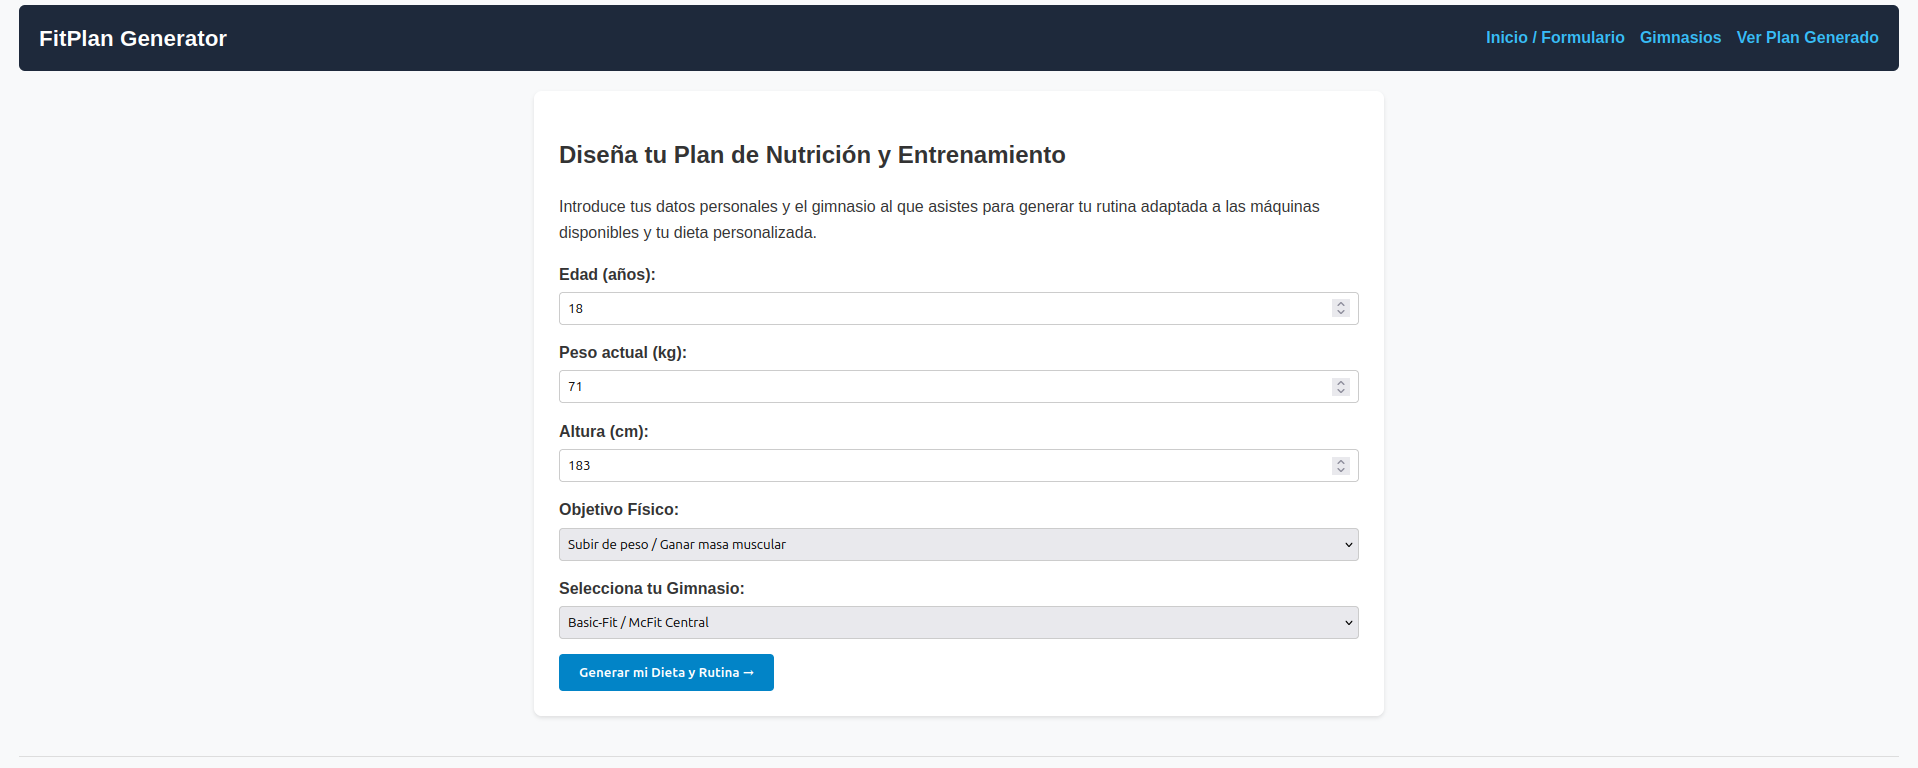 FitPlan Generator
Inicio / Formulario Gimnasios Ver Plan Generado
Diseña tu Plan de Nutrición y Entrenamiento
Introduce tus datos personales y el gimnasio al que asistes para generar tu rutina adaptada a las máquinas
disponibles y tu dieta personalizada.
Edad (años):
18
Peso actual (kg):
71
Altura (cm):
183
Objetivo Físico:
Subir de peso / Ganar masa muscular
Selecciona tu Gimnasio:
Basic-Fit / McFit Central
Generar mi Dieta y Rutina →